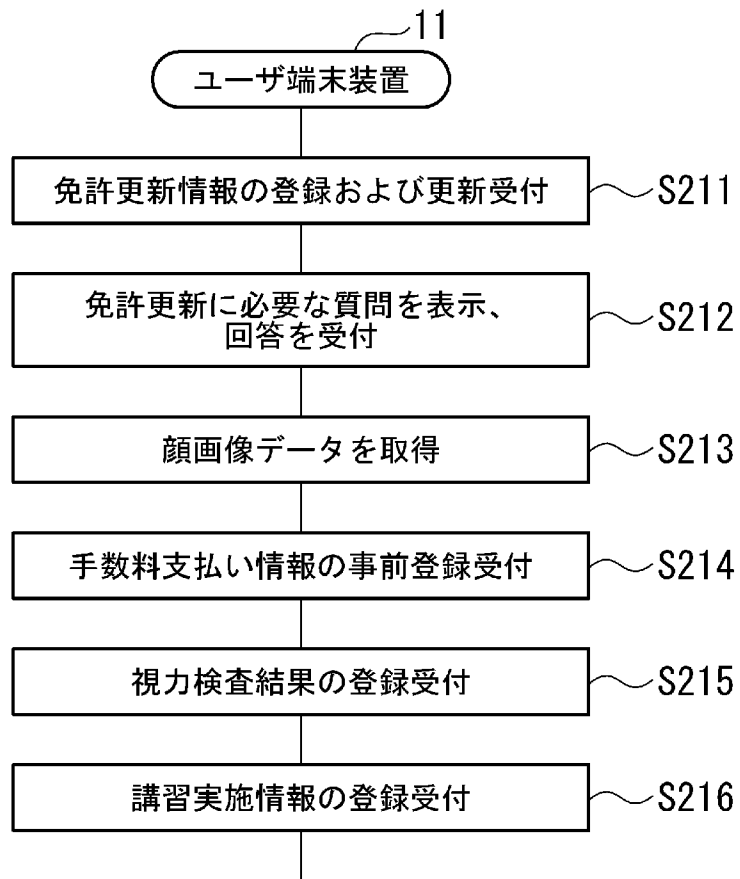 11
ユーザ端末装置
免許更新情報の登録および更新受付
S211
免許更新に必要な質問を表示、
回答を受付
S212
顔画像データを取得
S213
手数料支払い情報の事前登録受付
S214
視力検査結果の登録受付
S215
講習実施情報の登録受付
S216